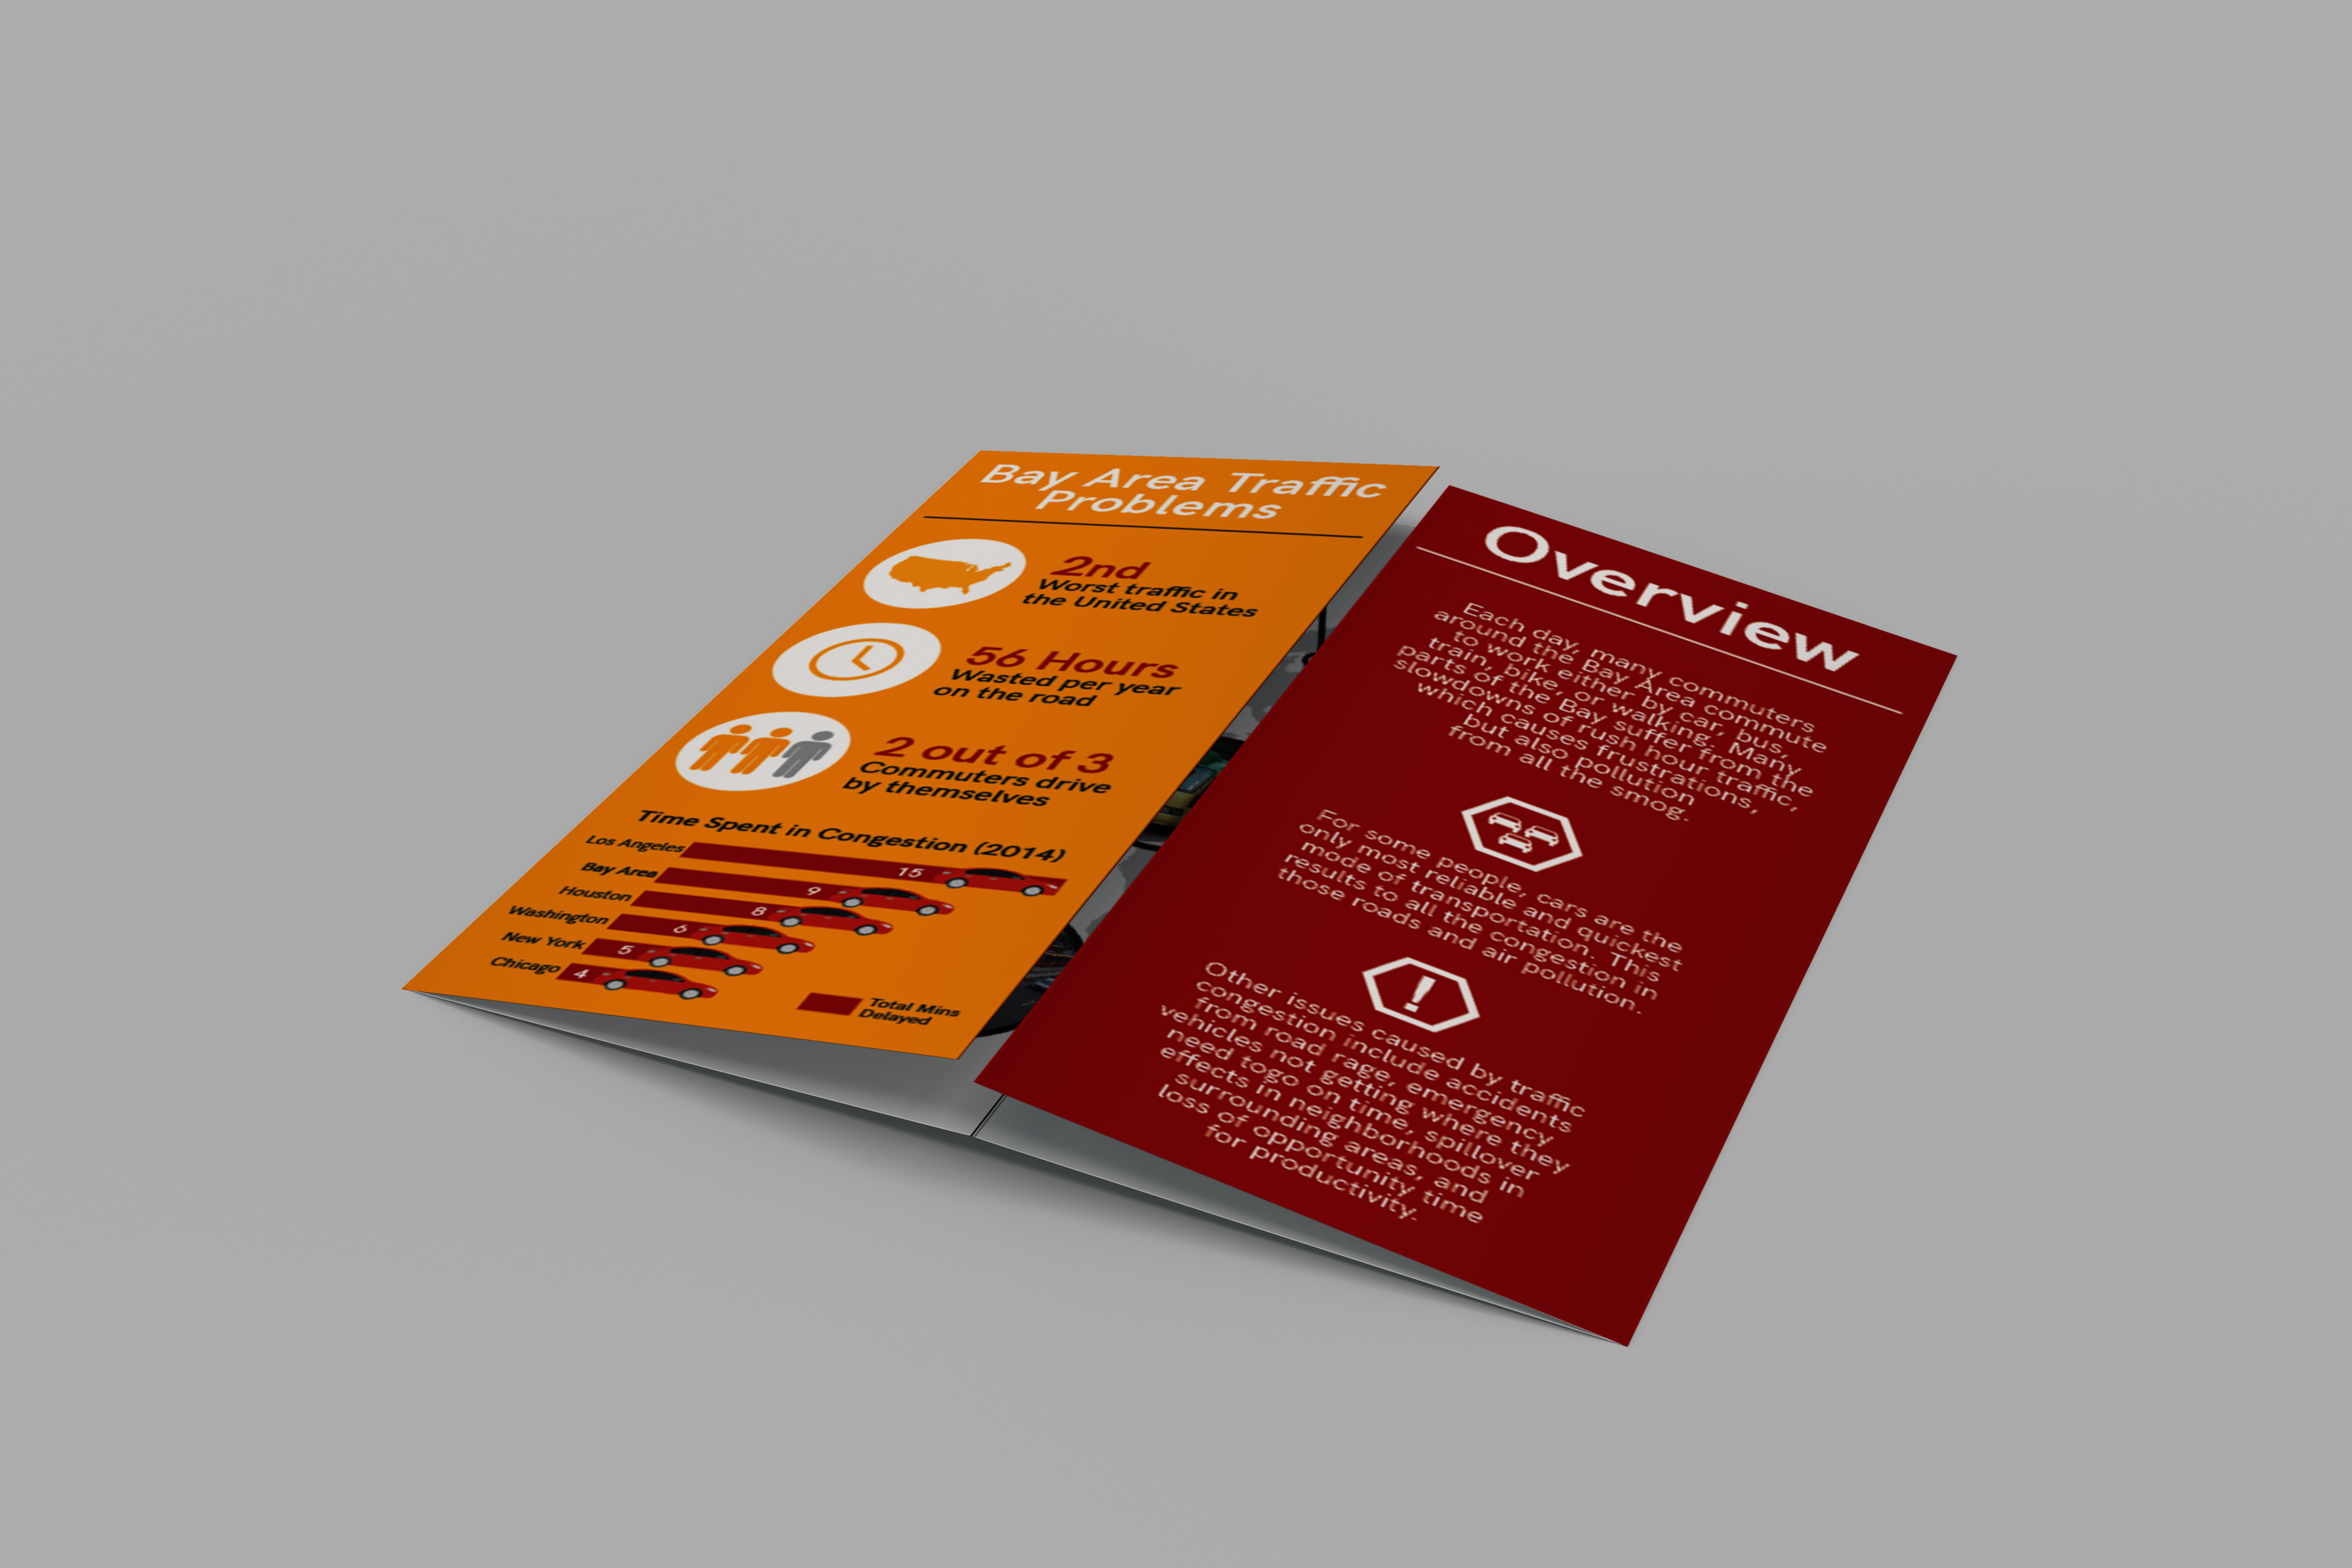 Bay Area Traffic
Problems
2nd
Worst traffic in
the United States
56 Hours
Wasted per year
on the road
2 out of 3
Commuters drive
by themselves
Time Spent in Congestion (2014)
Los Angeles 15
Bay Area 9
Houston 8
Washington 6
New York 5
Chicago 4
Total Mins
Delayed
Overview
Each day, many commuters
around the Bay Area commute
to work either by car, bus,
train, bike, or walking. Many
parts of the Bay suffer from the
slowdowns of rush hour traffic,
which causes frustrations,
but also pollution
from all the smog.
For some people, cars are the
only most reliable and quickest
mode of transportation. This
results to all the congestion in
those roads and air pollution.
!
Other issues caused by traffic
congestion include accidents
from road rage, emergency
vehicles not getting where they
need togo on time, spillover
effects in neighborhoods in
surrounding areas, and
loss of opportunity time
for productivity.